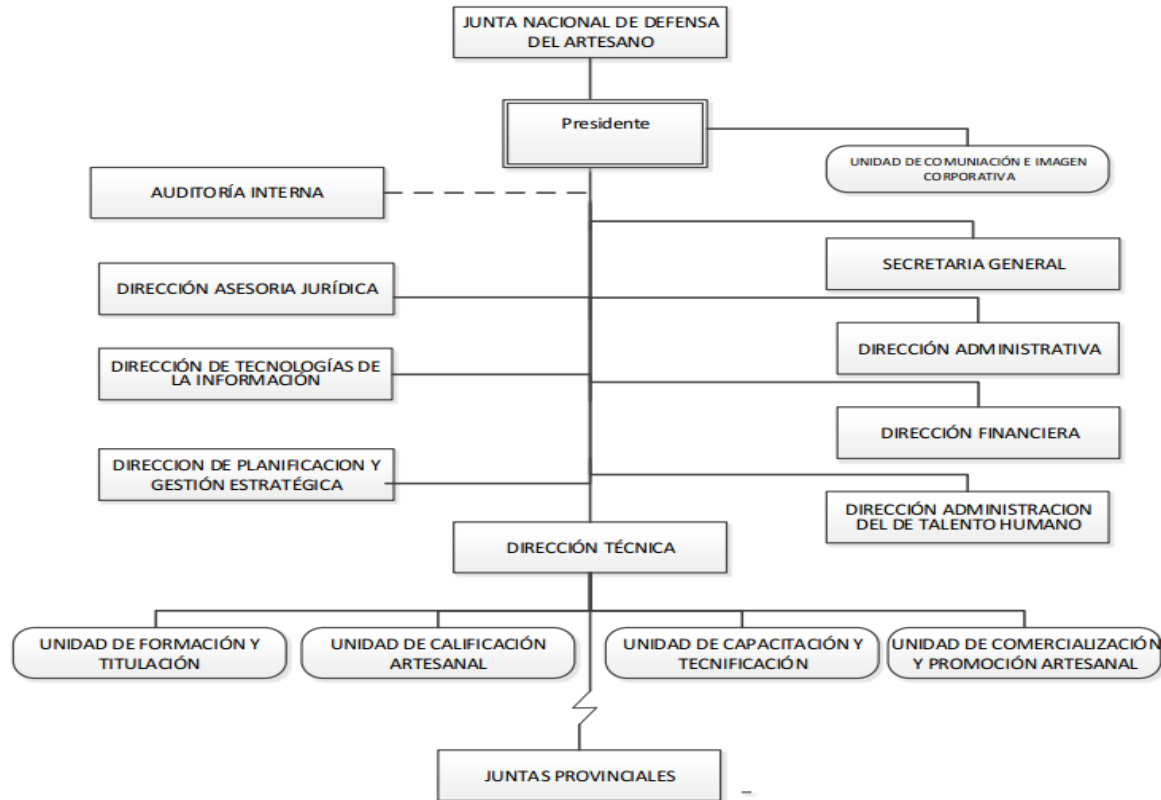 JUNTA NACIONAL DE DEFENSA
DEL ARTESANO
Presidente
UNIDAD DE COMUNIACIÓN E IMAGEN
CORPORATIVA
AUDITORÍA INTERNA
SECRETARIA GENERAL
DIRECCIÓN ASESORIA JURÍDICA
DIRECCIÓN ADMINISTRATIVA
DIRECCIÓN DE TECNOLOGÍAS DE
LA INFORMACIÓN
DIRECCIÓN FINANCIERA
DIRECCION DE PLANIFICACION Y
GESTIÓN ESTRATÉGICA
DIRECCIÓN ADMINISTRACION
DEL DE TALENTO HUMANO
DIRECCIÓN TÉCNICA
UNIDAD DE FORMACIÓN Y
TITULACIÓN
UNIDAD DE CALIFICACIÓN
ARTESANAL
UNIDAD DE CAPACITACIÓN Y
TECNIFICACIÓN
UNIDAD DE COMERCIALIZACIÓN
Y PROMOCIÓN ARTESANAL
JUNTAS PROVINCIALES